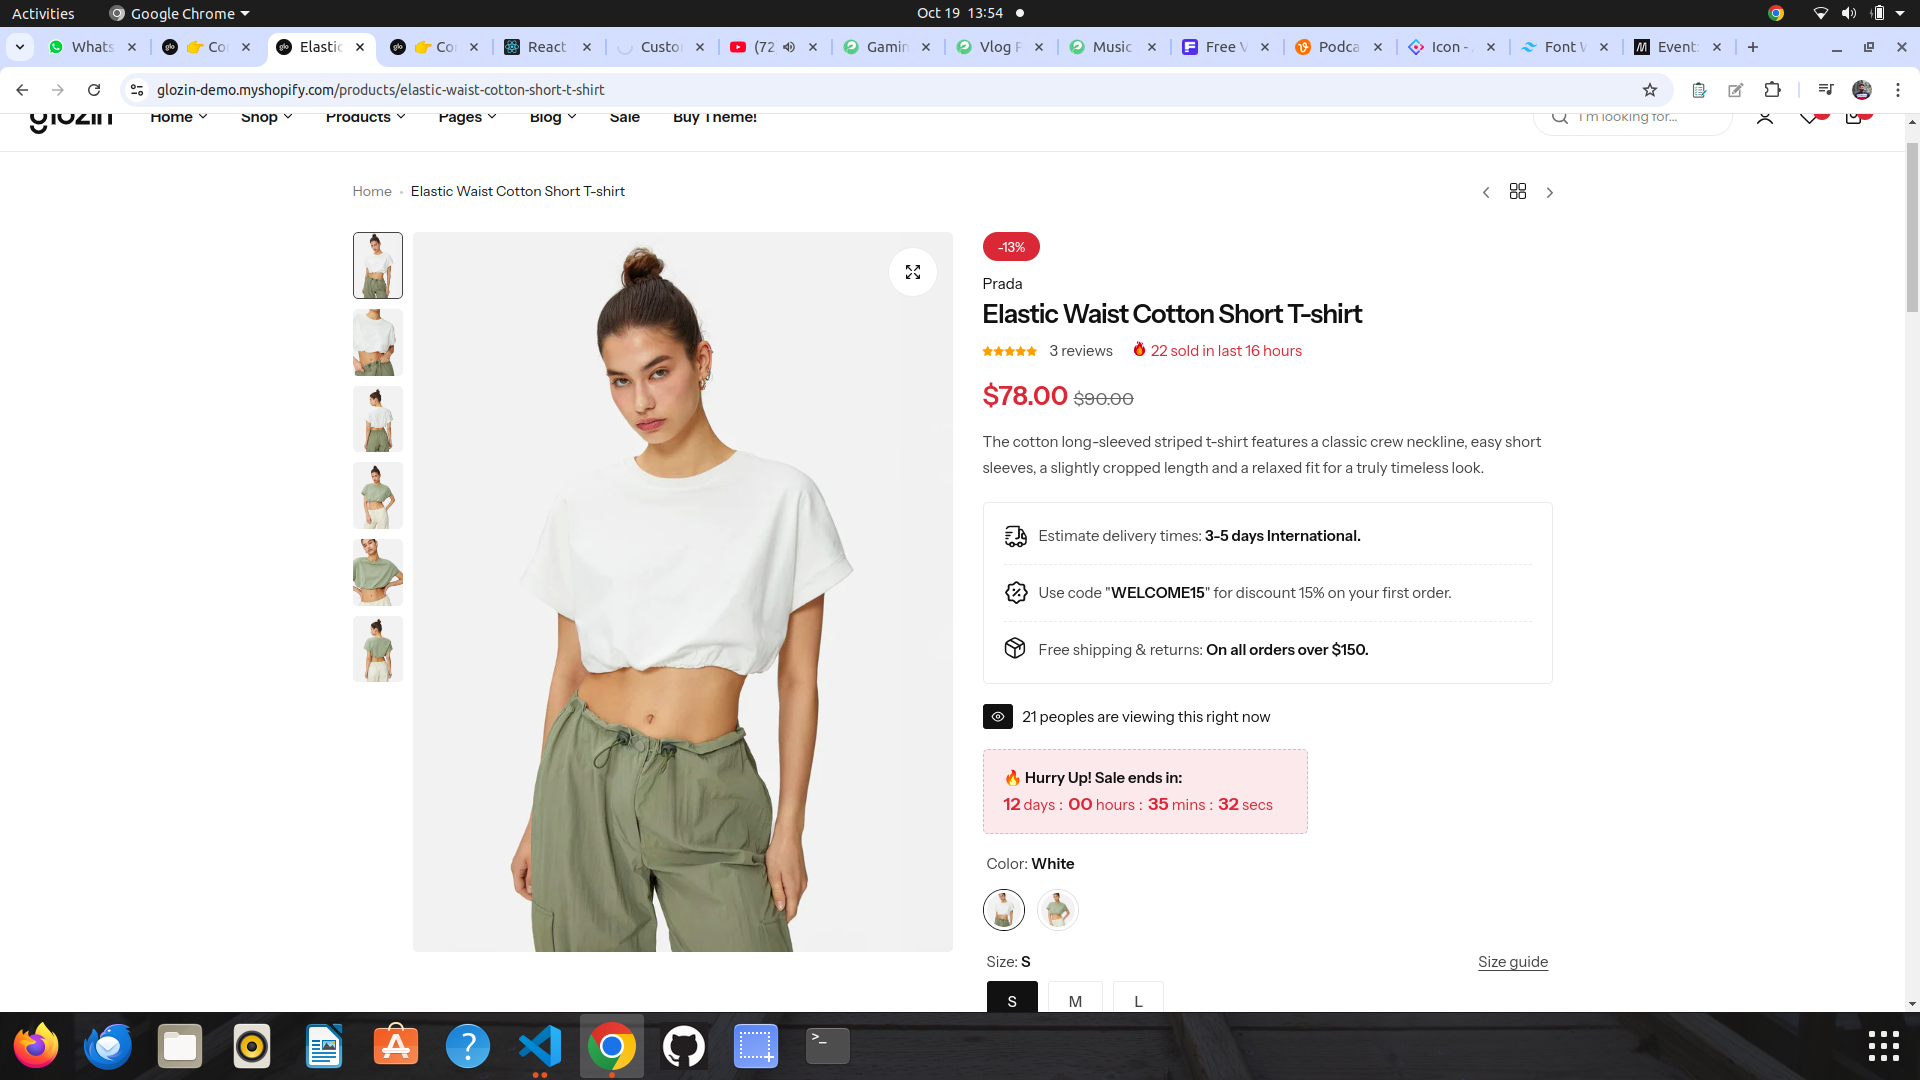 Activities
Google Chrome
Oct 19 13:54
Whats
Co
Elastic
Co
React
Custo
(72
Gamin
Vlog
Music
Free V
Podca
Icon -
Font
Event
glozin-demo.myshopify.com/products/elastic-waist-cotton-short-t-shirt
glozin
Home
Shop
Products
Pages
Blog
Sale
Buy Theme!
I'm looking for...
Home • Elastic Waist Cotton Short T-shirt
-13%
Prada
Elastic Waist Cotton Short T-shirt
3 reviews
22 sold in last 16 hours
$78.00 $90.00
The cotton long-sleeved striped t-shirt features a classic crew neckline, easy short
sleeves, a slightly cropped length and a relaxed fit for a truly timeless look.
Estimate delivery times: 3-5 days International.
Use code "WELCOME15" for discount 15% on your first order.
Free shipping & returns: On all orders over $150.
21 peoples are viewing this right now
🔥 Hurry Up! Sale ends in:
12 days : 00 hours : 35 mins : 32 secs
Color: White
Size: S
Size guide
S
M
L